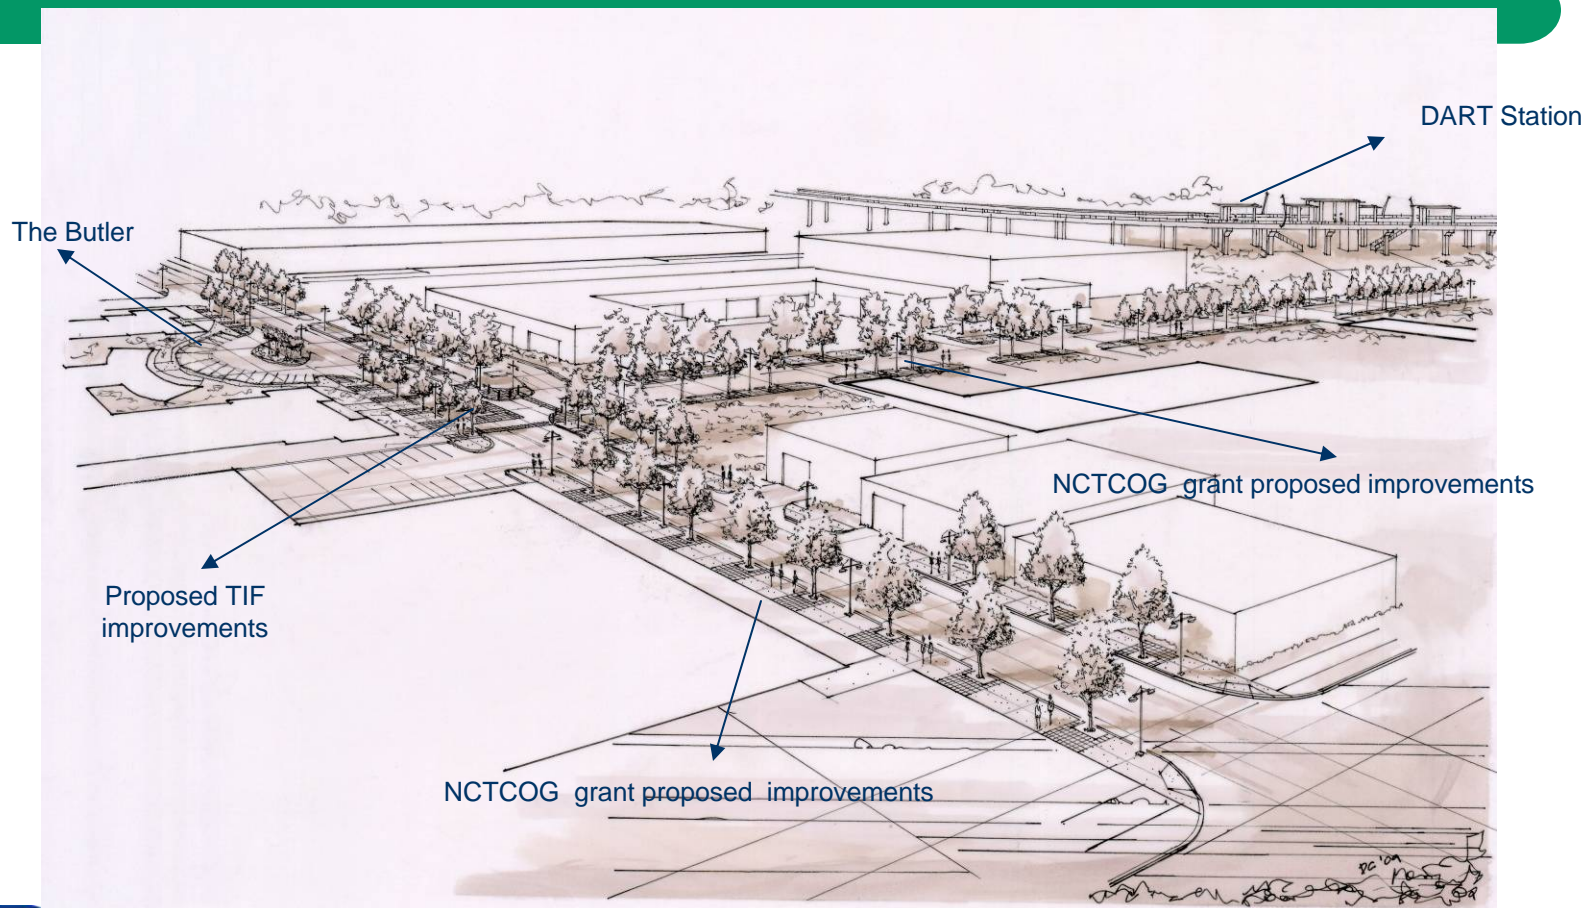 DART Station
The Butler
NCTCOG  grant proposed improvements
Proposed TIF
improvements
NCTCOG  grant proposed  improvements